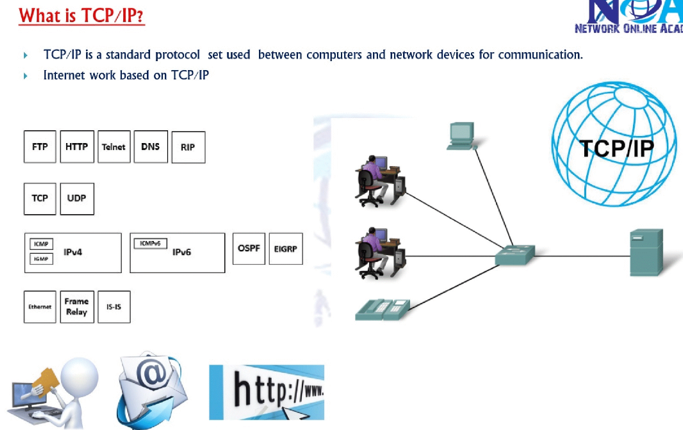 What is TCP/IP?
NETWORK ONLINE
TCP/IP is a standard protocol set used between computers and network devices for communication.
Internet work based on TCP/IP
FTP HTTP Telnet DNS RIP
TCP UDP
ICMP IGMP IPv4 ICMPv6 IPv6 OSPF EIGRP
Ethernet Frame Relay IS-IS
TCP/IP
@
http://www.